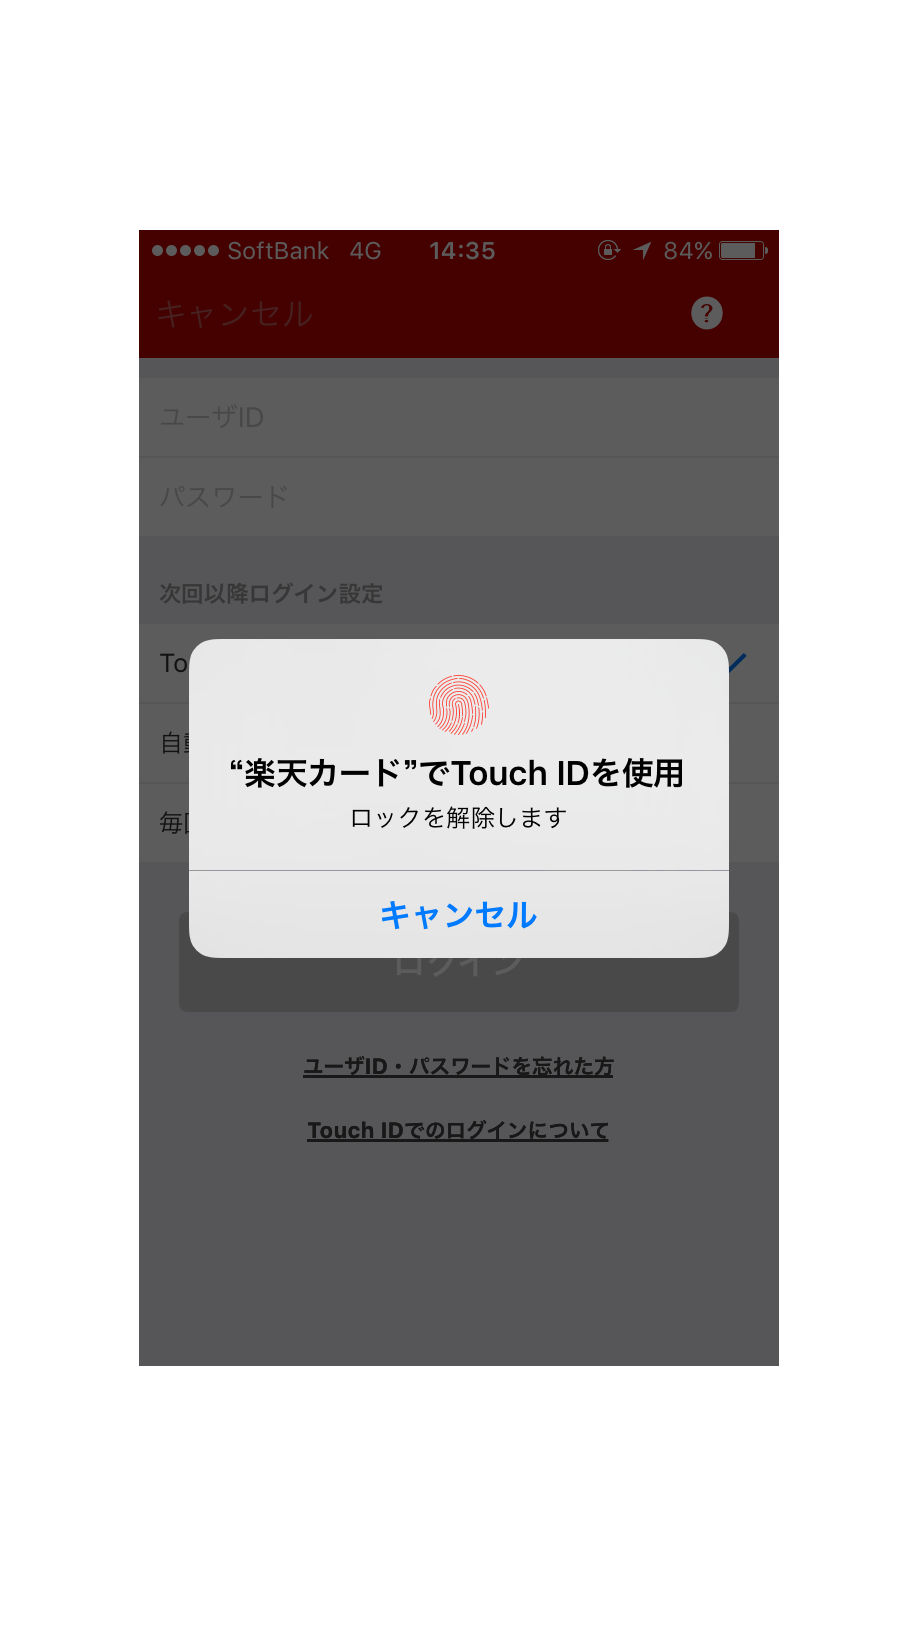 SoftBank 4G 14:35 84%
キャンセル ?
ユーザID
パスワード
次回以降ログイン設定
To
自動
毎回
“楽天カード”でTouch IDを使用
ロックを解除します
キャンセル
ログイン
ユーザID・パスワードを忘れた方
Touch IDでのログインについて